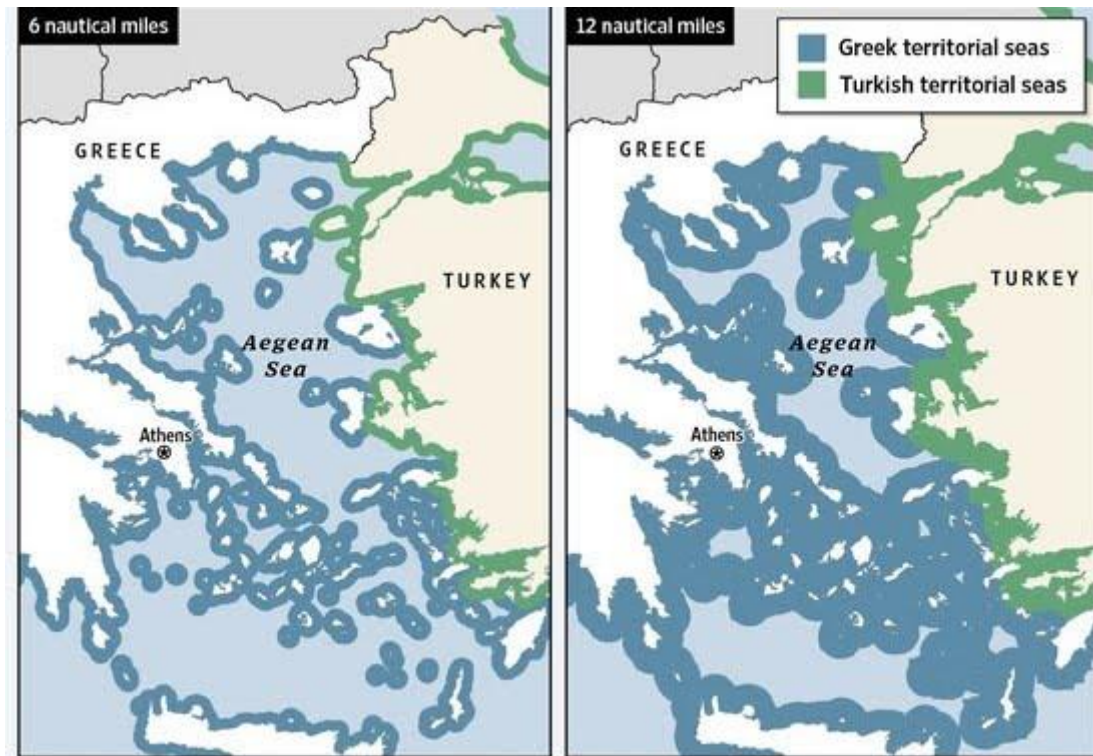 6 nautical miles
GREECE
TURKEY
Aegean
Sea
Athens
12 nautical miles
Greek territorial seas
Turkish territorial seas
GREECE
TURKEY
Aegean
Sea
Athens